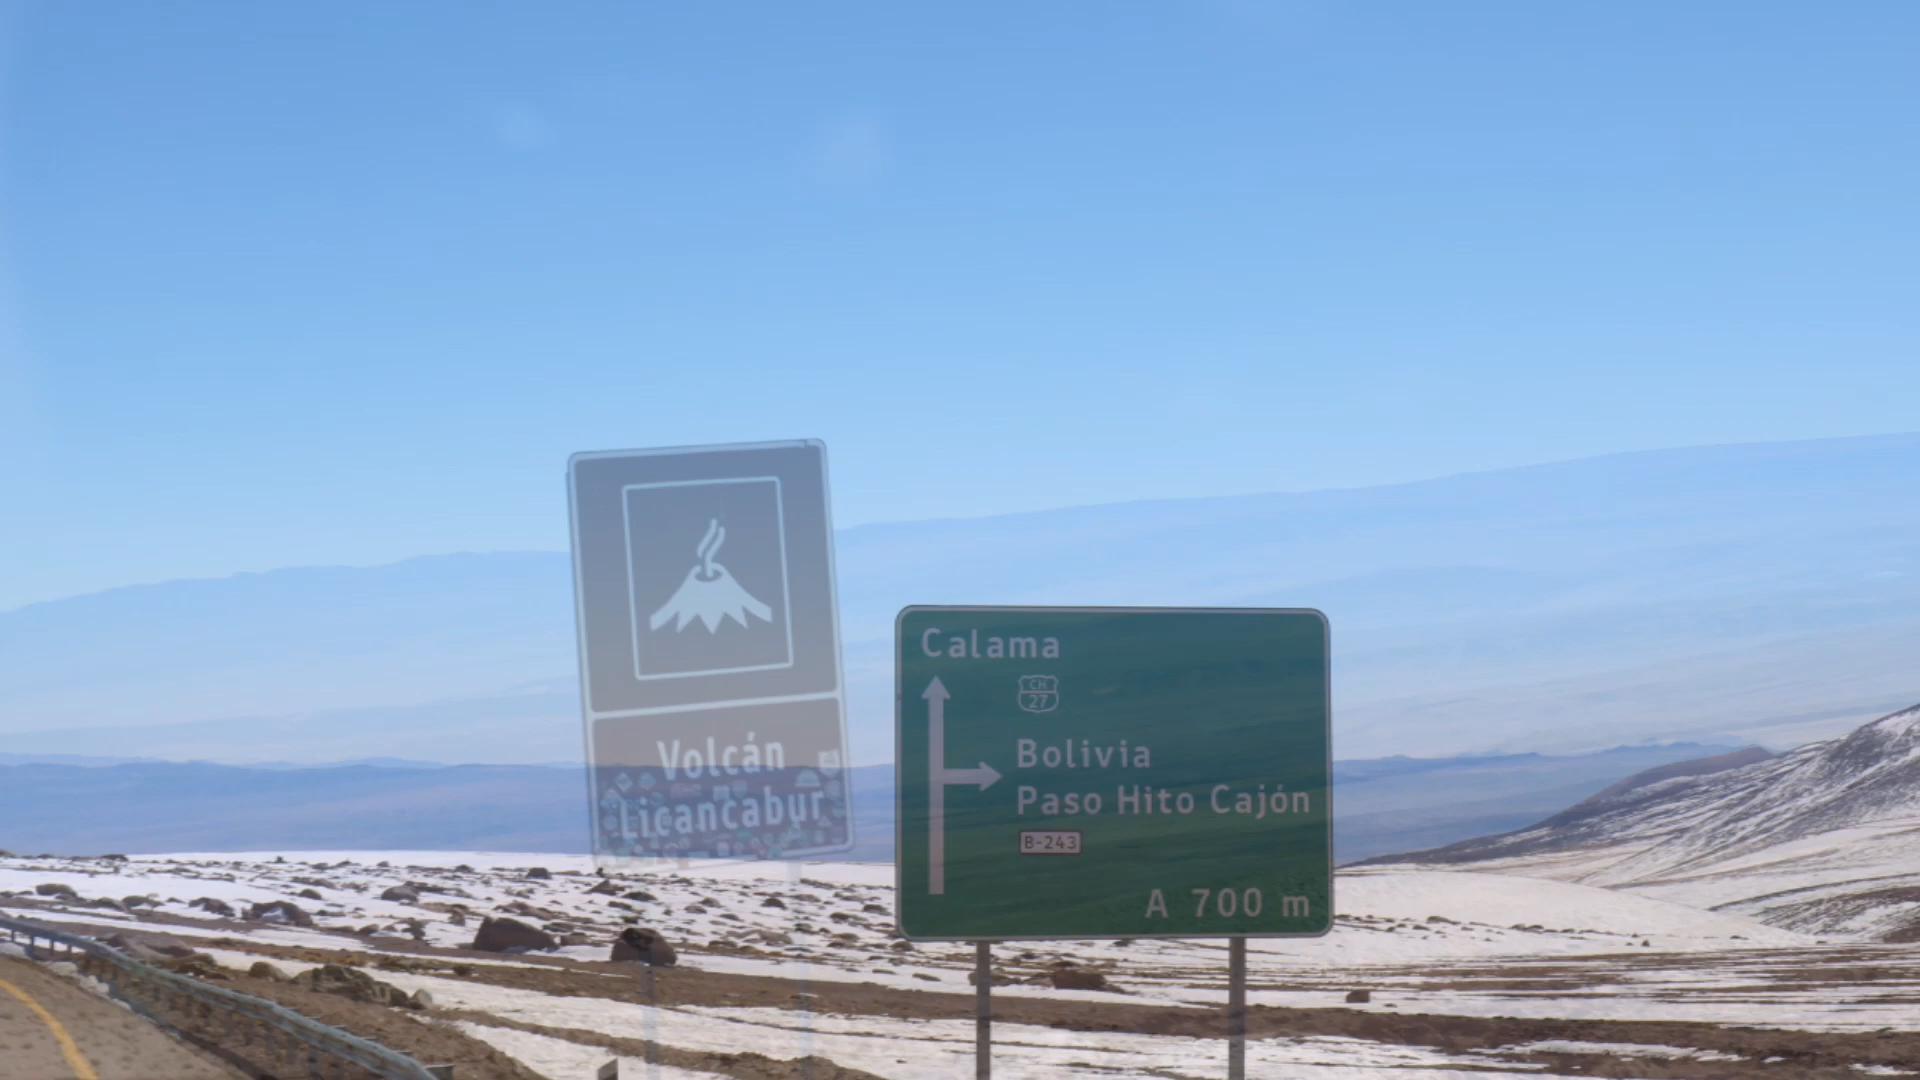 Volcán
Licancabur
Calama
CH
27
Bolivia
Paso Hito Cajón
B-243
A 700 m